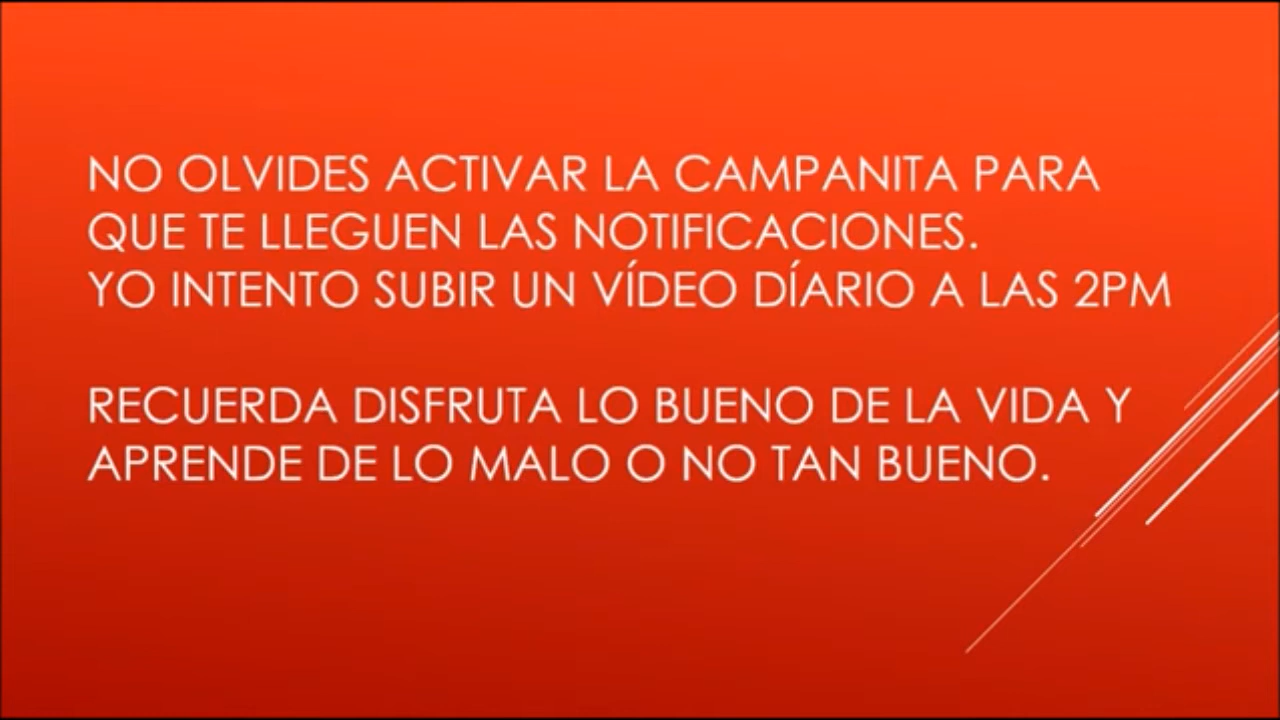 NO OLVIDES ACTIVAR LA CAMPANITA PARA
QUE TE LLEGUEN LAS NOTIFICACIONES.
YO INTENTO SUBIR UN VÍDEO DÍARIO A LAS 2PM
RECUERDA DISFRUTA LO BUENO DE LA VIDA Y
APRENDE DE LO MALO O NO TAN BUENO.